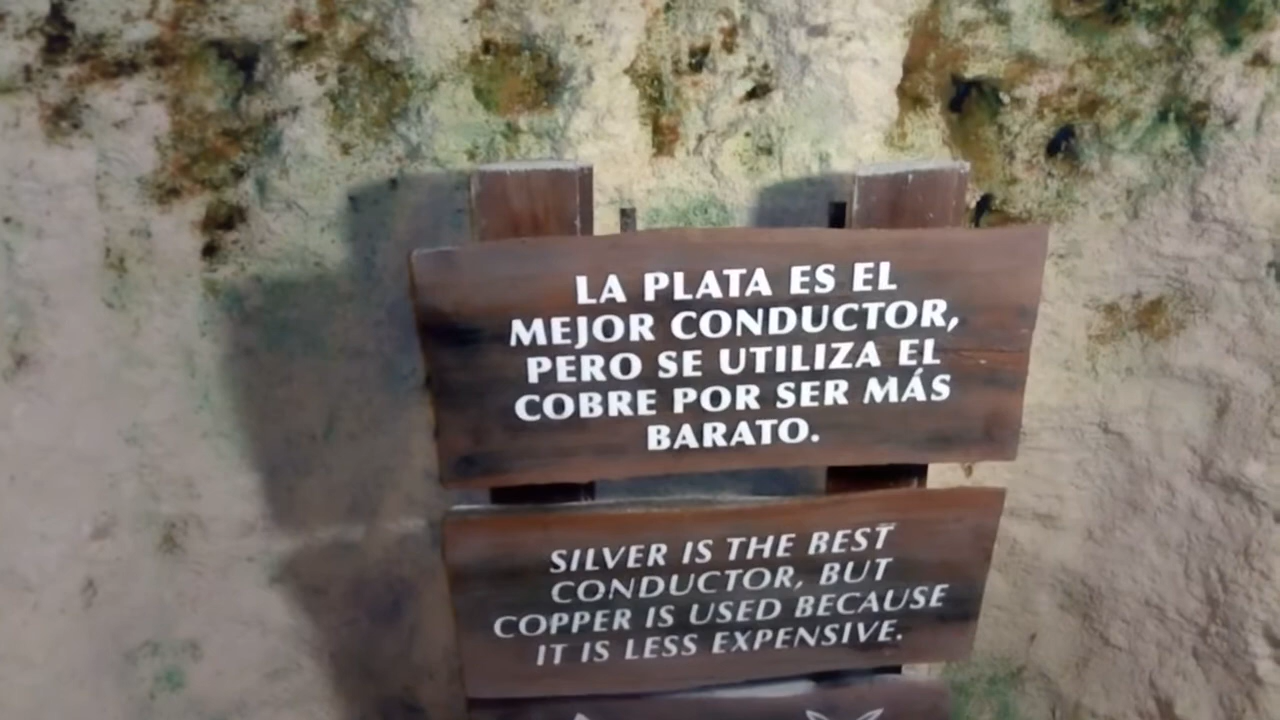 LA PLATA ES EL
MEJOR CONDUCTOR,
PERO SE UTILIZA EL
COBRE POR SER MÁS
BARATO.
SILVER IS THE BEST
CONDUCTOR, BUT
COPPER IS USED BECAUSE
IT IS LESS EXPENSIVE.